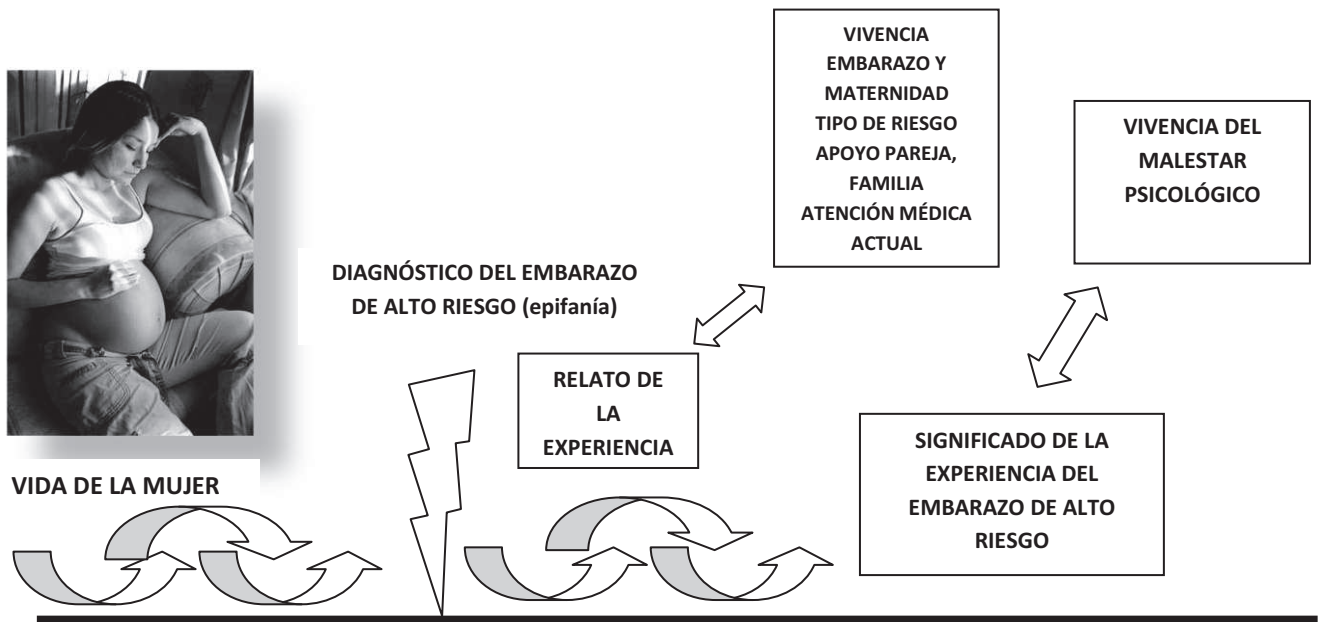 VIVENCIA
EMBARAZO Y
MATERNIDAD
TIPO DE RIESGO
APOYO PAREJA,
FAMILIA
ATENCIÓN MÉDICA
ACTUAL
VIVENCIA DEL
MALESTAR
PSICOLÓGICO
DIAGNÓSTICO DEL EMBARAZO
DE ALTO RIESGO (epifanía)
RELATO DE
LA
EXPERIENCIA
SIGNIFICADO DE LA
EXPERIENCIA DEL
EMBARAZO DE ALTO
RIESGO
VIDA DE LA MUJER